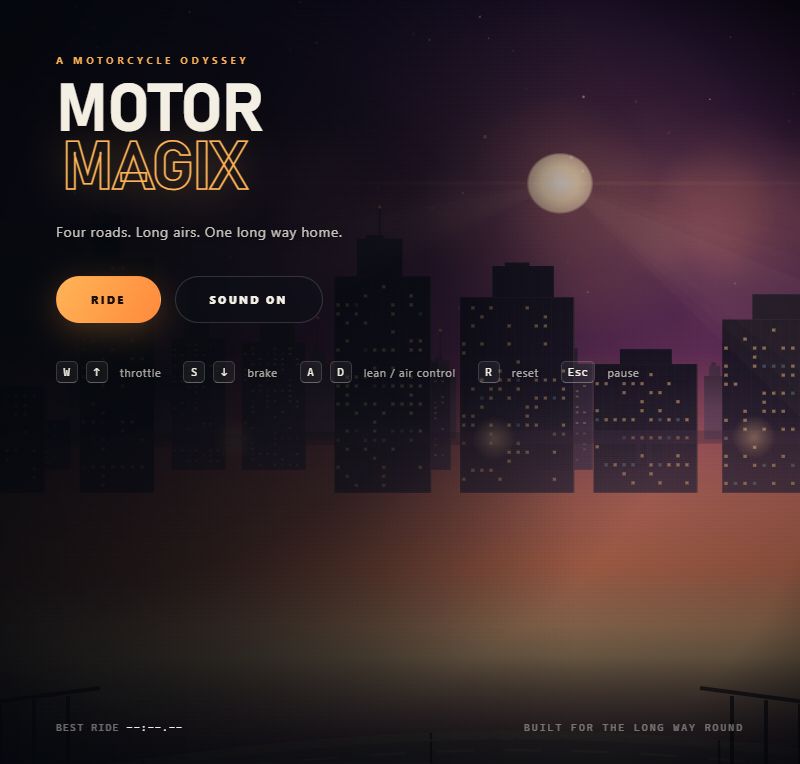 A MOTORCYCLE ODYSSEY
MOTOR
MAGIX
Four roads. Long airs. One long way home.
RIDE SOUND ON
W ↑ throttle S ↓ brake A D lean / air control R reset Esc pause
BEST RIDE --:--.-- BUILT FOR THE LONG WAY ROUND